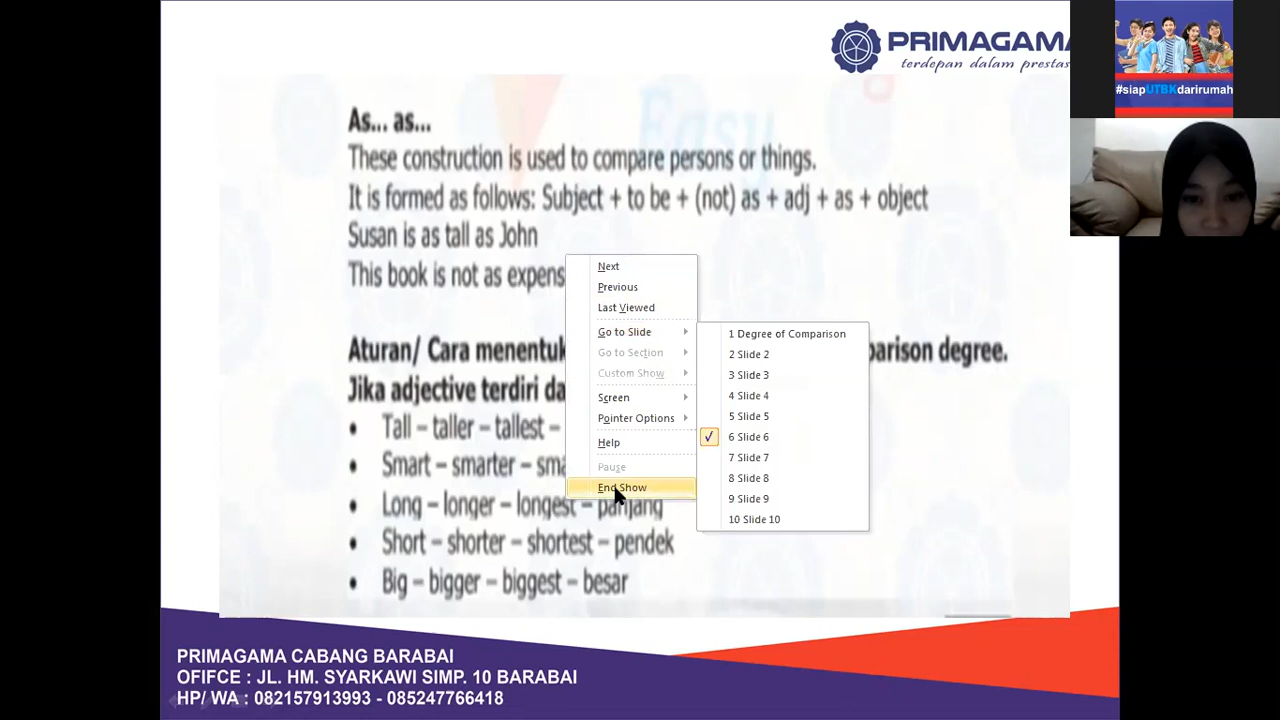 PRIMAGAMA
terdepan dalam prestas
#siapUTBKdarirumah
Easy
As... as...
These construction is used to compare persons or things.
It is formed as follows: Subject + to be + (not) as + adj + as + object
Susan is as tall as John
This book is not as expens
Aturan/ Cara menentuk
parison degree.
Jika adjective terdiri da
• Tall – taller – tallest –
• Smart – smarter – sma
• Long – longer – longest – panjang
• Short – shorter – shortest – pendek
• Big – bigger – biggest – besar
Next
Previous
Last Viewed
Go to Slide
Go to Section
Custom Show
Screen
Pointer Options
Help
Pause
End Show
1 Degree of Comparison
2 Slide 2
3 Slide 3
4 Slide 4
5 Slide 5
6 Slide 6
7 Slide 7
8 Slide 8
9 Slide 9
10 Slide 10
PRIMAGAMA CABANG BARABAI
OFIFCE : JL. HM. SYARKAWI SIMP. 10 BARABAI
HP/ WA : 082157913993 - 085247766418